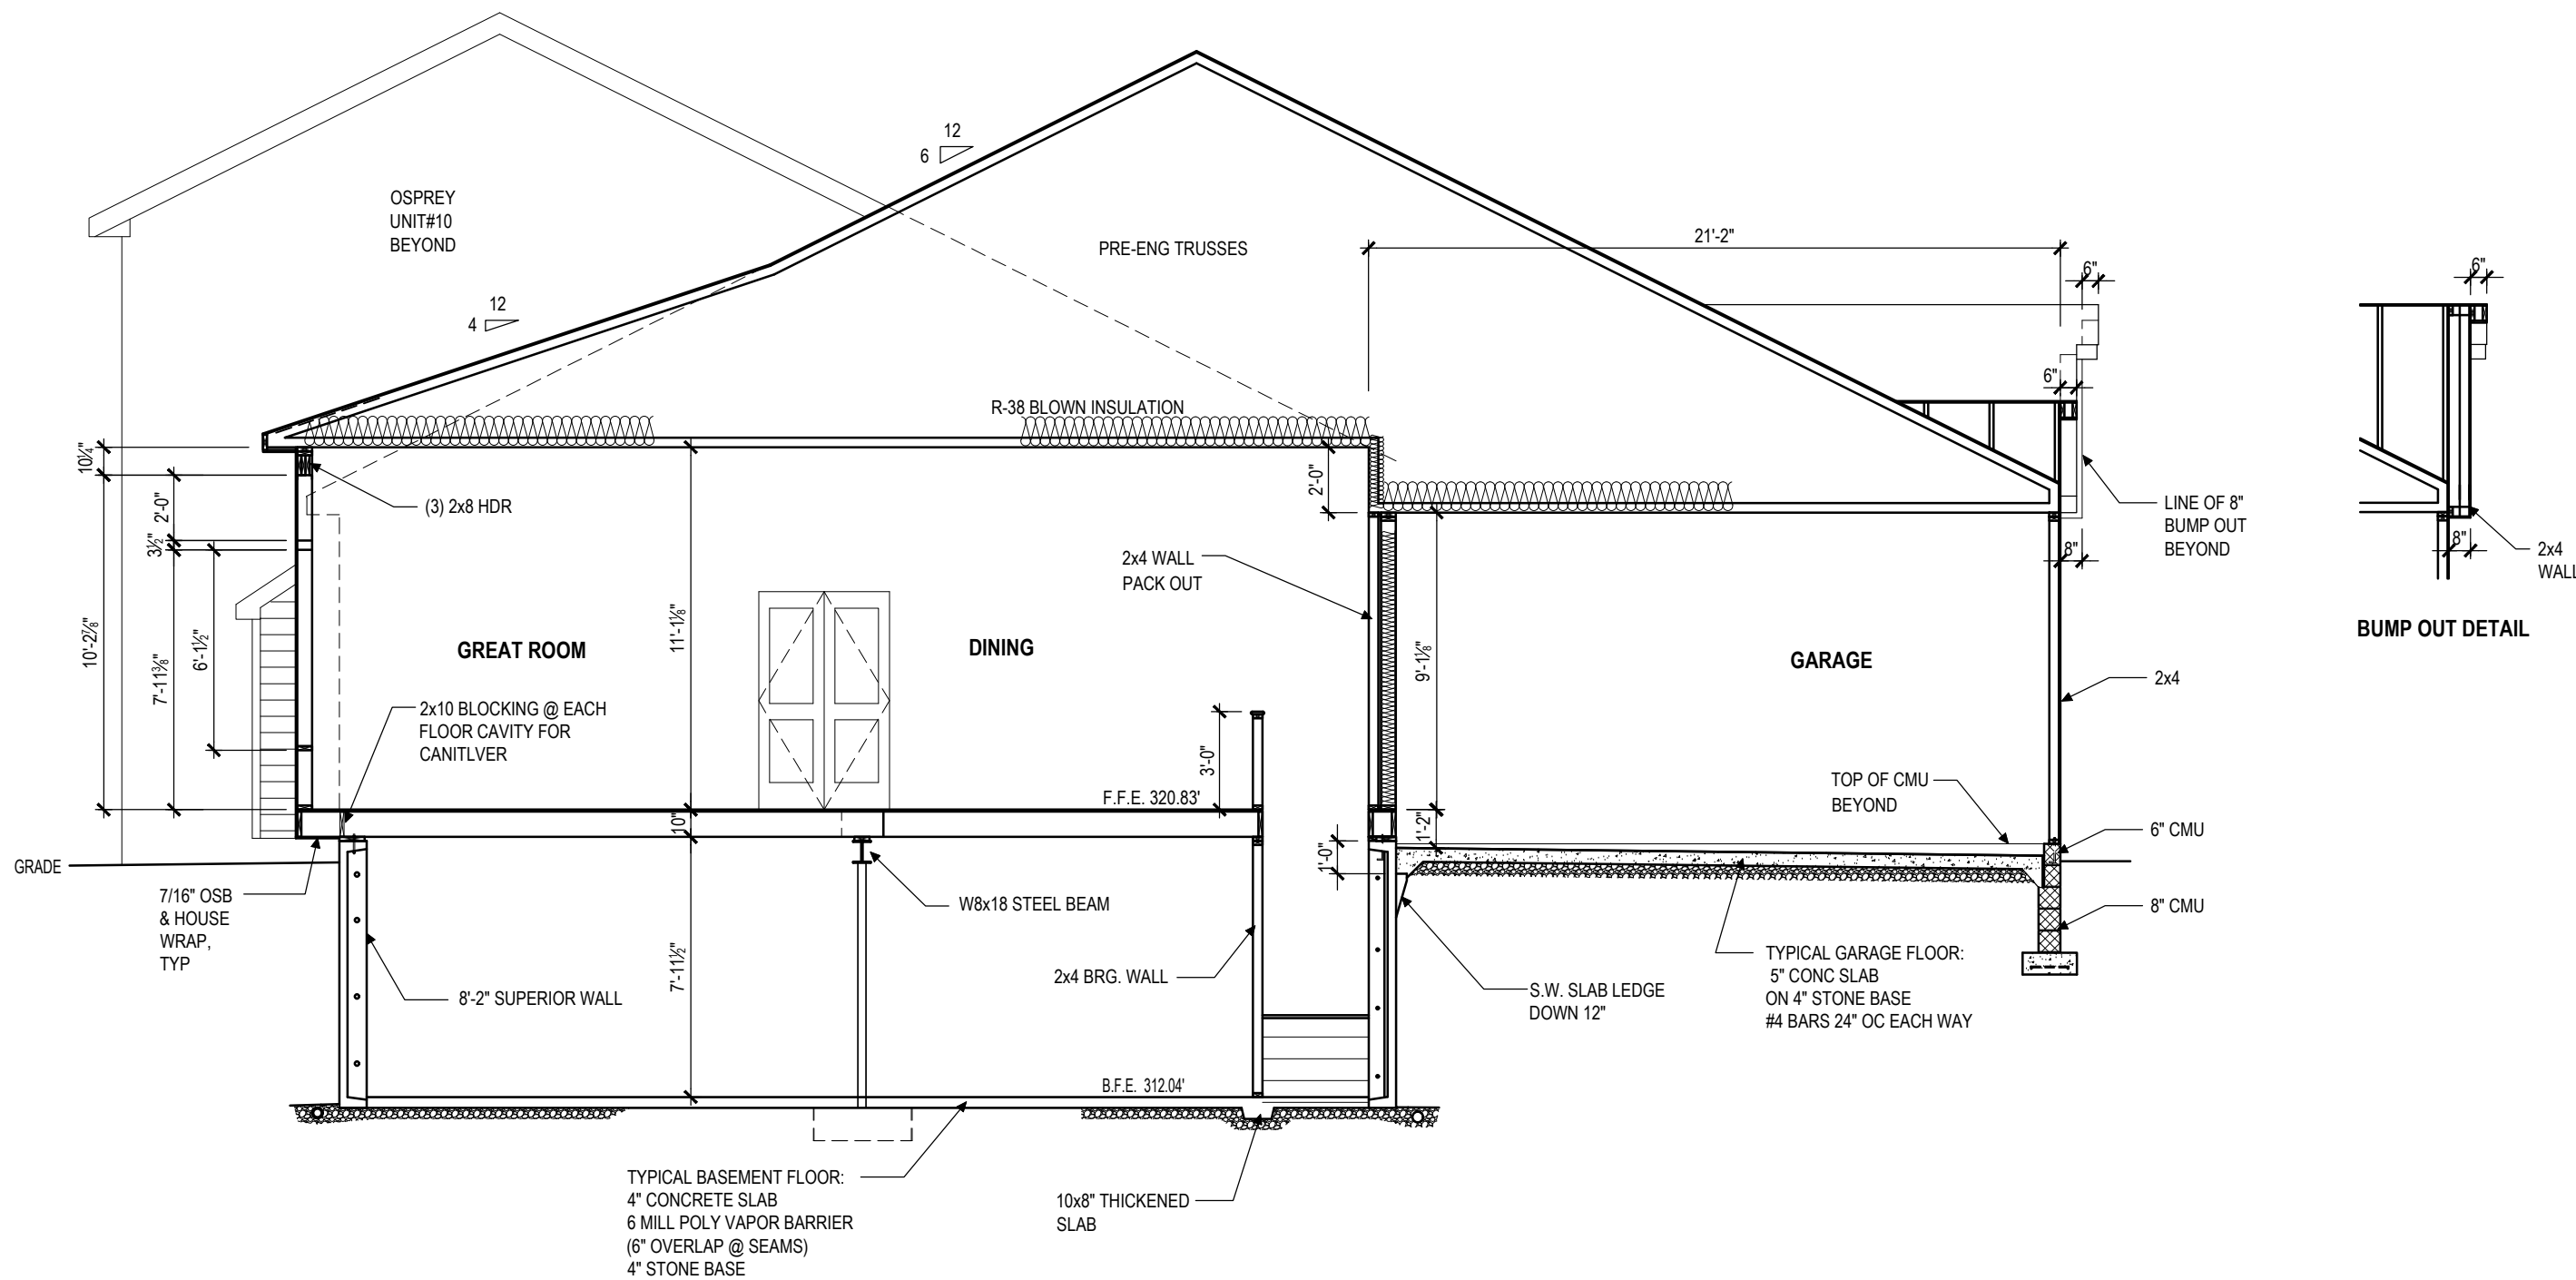 12
6
OSPREY
UNIT#10
BEYOND
PRE-ENG TRUSSES
21'-2"
6"
6"
12
4
6"
R-38 BLOWN INSULATION
10¼"
2'-0"
(3) 2x8 HDR
2'-0"
LINE OF 8"
BUMP OUT
BEYOND
3½"
8"
8"
2x4
WALL
2x4 WALL
PACK OUT
BUMP OUT DETAIL
10'-2⅞"
7'-11⅜"
6'-1½"
GREAT ROOM
11'-1⅛"
DINING
9'-1⅛"
GARAGE
2x4
2x10 BLOCKING @ EACH
FLOOR CAVITY FOR
CANITLVER
3'-0"
F.F.E. 320.83'
TOP OF CMU
BEYOND
10"
1'-2"
1'-0"
6" CMU
GRADE
7/16" OSB
& HOUSE
WRAP,
TYP
W8x18 STEEL BEAM
8" CMU
7'-11½"
2x4 BRG. WALL
8'-2" SUPERIOR WALL
S.W. SLAB LEDGE
DOWN 12"
TYPICAL GARAGE FLOOR:
5" CONC SLAB
ON 4" STONE BASE
#4 BARS 24" OC EACH WAY
B.F.E. 312.04'
TYPICAL BASEMENT FLOOR:
4" CONCRETE SLAB
6 MILL POLY VAPOR BARRIER
(6" OVERLAP @ SEAMS)
4" STONE BASE
10x8" THICKENED
SLAB